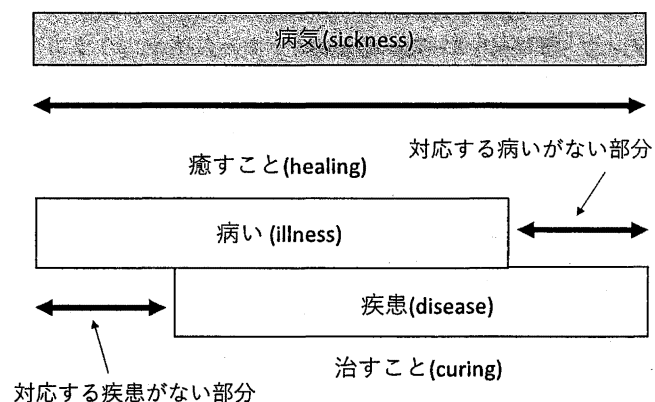 病気(sickness)
対応する病いがない部分
癒すこと(healing)
病い (illness)
疾患(disease)
治すこと(curing)
対応する疾患がない部分